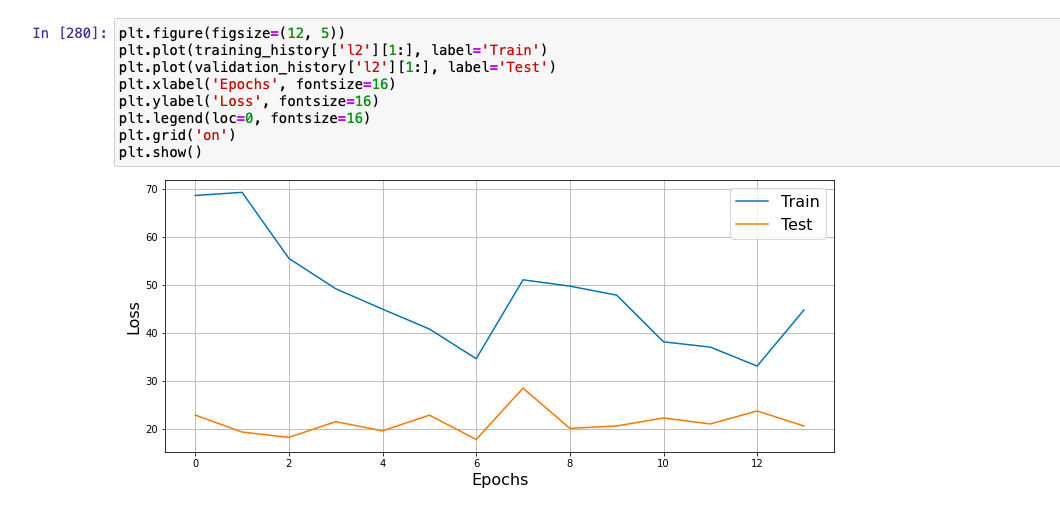 In [280]: plt.figure(figsize=(12, 5))
plt.plot(training_history['l2'][1:], label='Train')
plt.plot(validation_history['l2'][1:], label='Test')
plt.xlabel('Epochs', fontsize=16)
plt.ylabel('Loss', fontsize=16)
plt.legend(loc=0, fontsize=16)
plt.grid('on')
plt.show()
70
60
50
40
30
20
Loss
Train
Test
0 2 4 6 8 10 12
Epochs